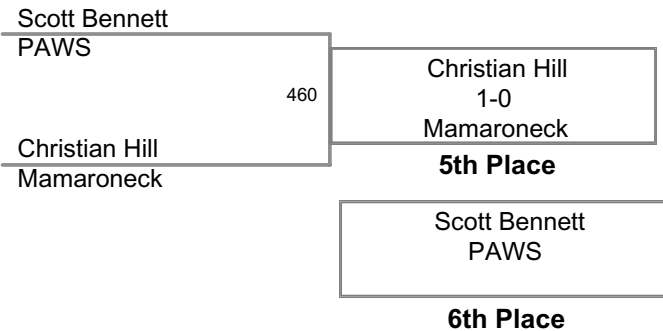 Scott Bennett
PAWS
460
Christian Hill
1-0
Mamaroneck
Christian Hill
Mamaroneck
5th Place
Scott Bennett
PAWS
6th Place